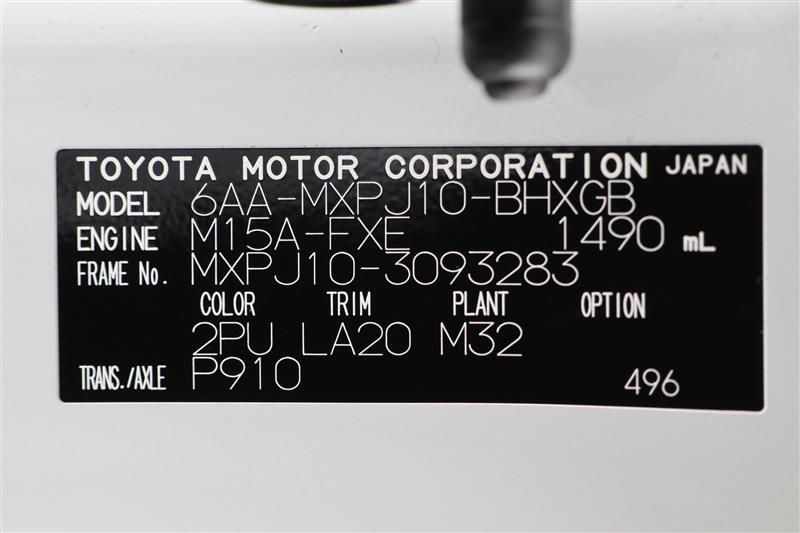 TOYOTA MOTOR CORPORATION JAPAN
MODEL 6AA-MXPJ10-BHXGB
ENGINE M15A-FXE 1490 mL
FRAME No. MXPJ10-3093283
COLOR TRIM PLANT OPTION
2PU LA20 M32
TRANS./AXLE P910 496